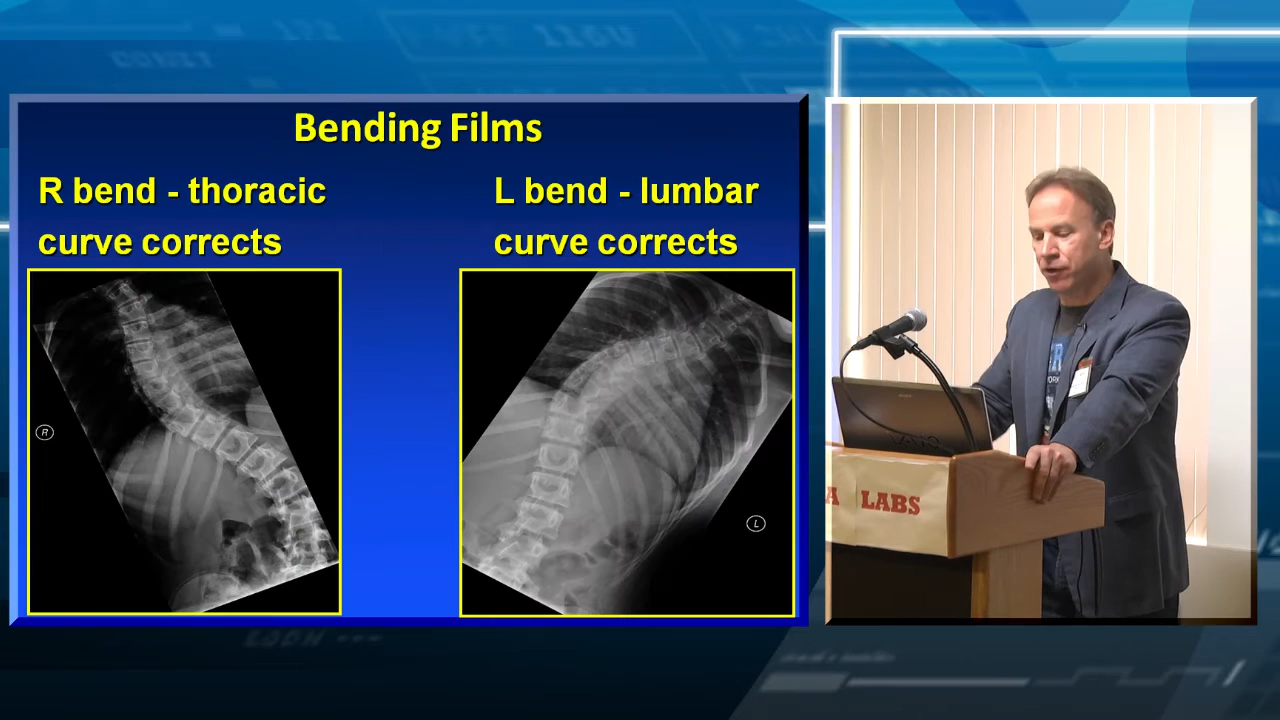 Bending Films
R bend - thoracic
curve corrects
L bend - lumbar
curve corrects
R
L
A LABS